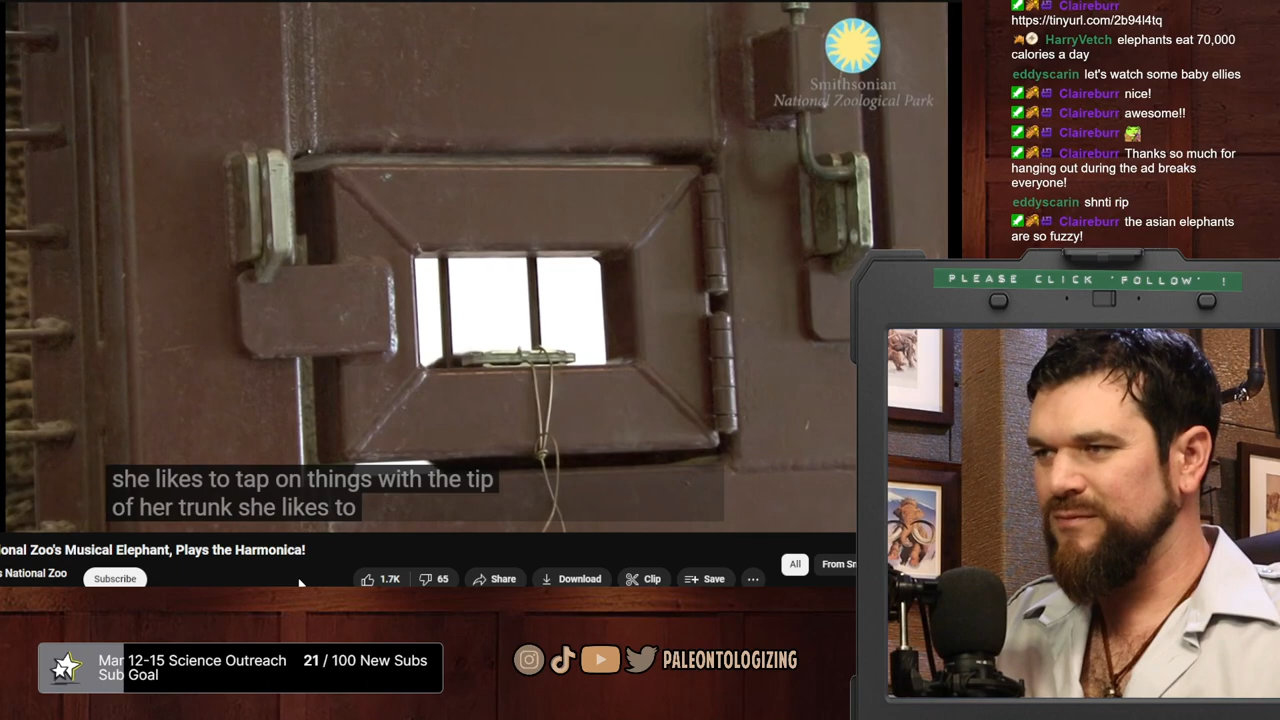 Smithsonian
National Zoological Park
she likes to tap on things with the tip
of her trunk she likes to
onal Zoo's Musical Elephant, Plays the Harmonica!
s National Zoo
Subscribe
1.7K
65
Share
Download
Clip
Save
All
From Sm
Mar 12-15 Science Outreach
Sub Goal
21 / 100 New Subs
PALEONTOLOGIZING
Claireburr
https://tinyurl.com/2b94l4tq
HarryVetch elephants eat 70,000
calories a day
eddyscarin let's watch some baby ellies
Claireburr nice!
Claireburr awesome!!
Claireburr
Claireburr Thanks so much for
hanging out during the ad breaks
everyone!
eddyscarin shnti rip
Claireburr the asian elephants
are so fuzzy!
PLEASE CLICK 'FOLLOW' !